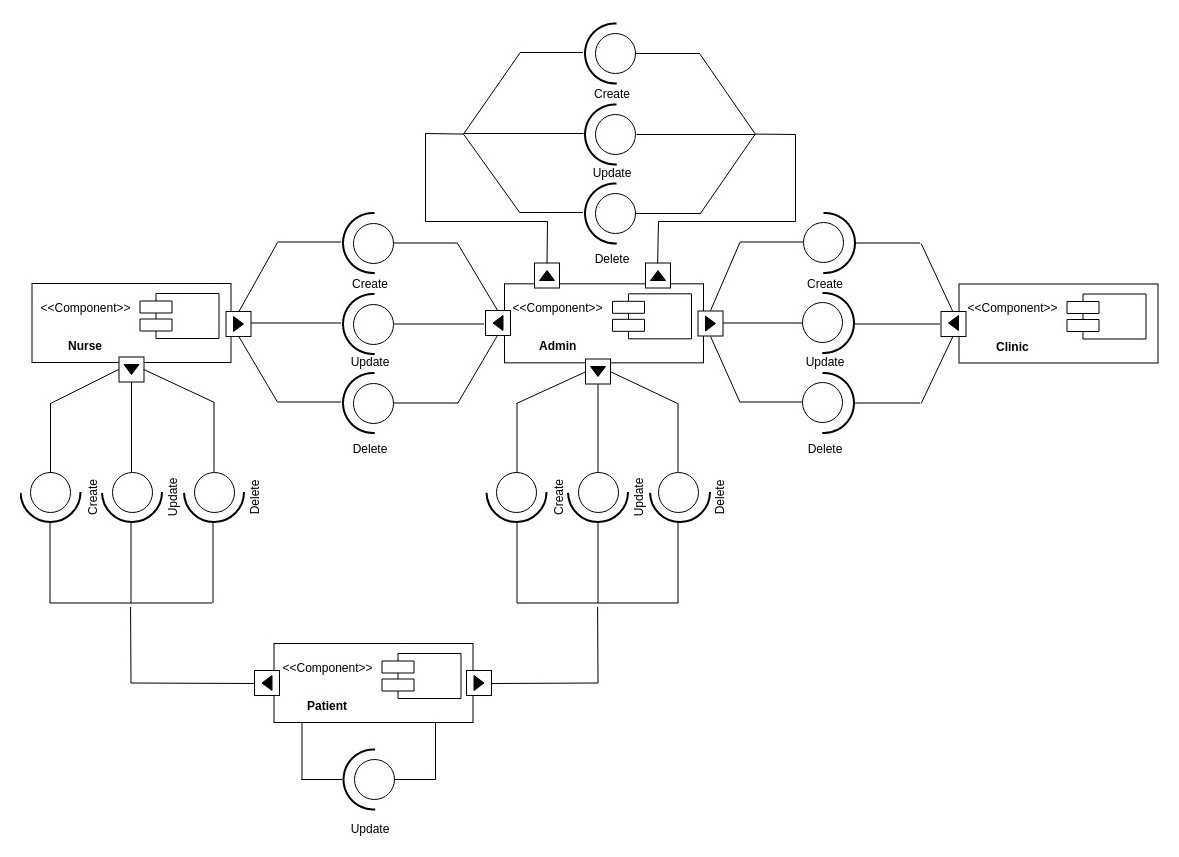 Create
Update
Delete
Create
Update
Delete
Create
Update
Delete
<<Component>>
Nurse
<<Component>>
Admin
<<Component>>
Clinic
Create
Update
Delete
Create
Update
Delete
<<Component>>
Patient
Update